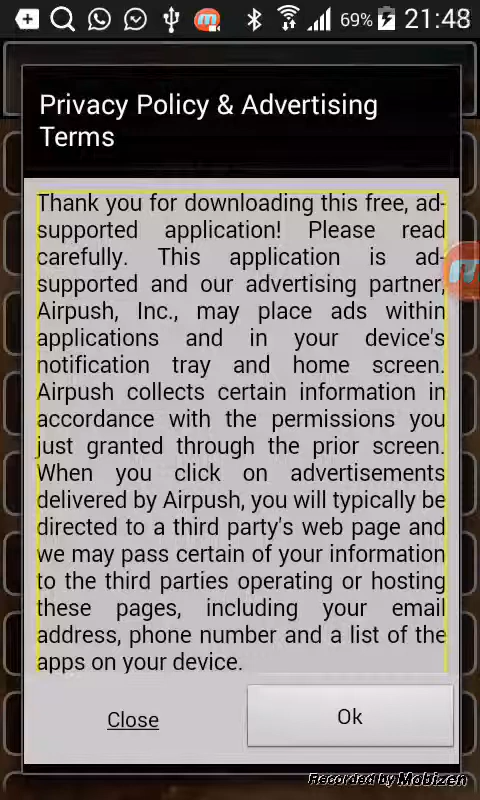 69% 21:48
Privacy Policy & Advertising
Terms
Thank you for downloading this free, ad-
supported application! Please read
carefully. This application is ad-
supported and our advertising partner,
Airpush, Inc., may place ads within
applications and in your device's
notification tray and home screen.
Airpush collects certain information in
accordance with the permissions you
just granted through the prior screen.
When you click on advertisements
delivered by Airpush, you will typically be
directed to a third party's web page and
we may pass certain of your information
to the third parties operating or hosting
these pages, including your email
address, phone number and a list of the
apps on your device.
Close Ok
Recorded by Mobizen